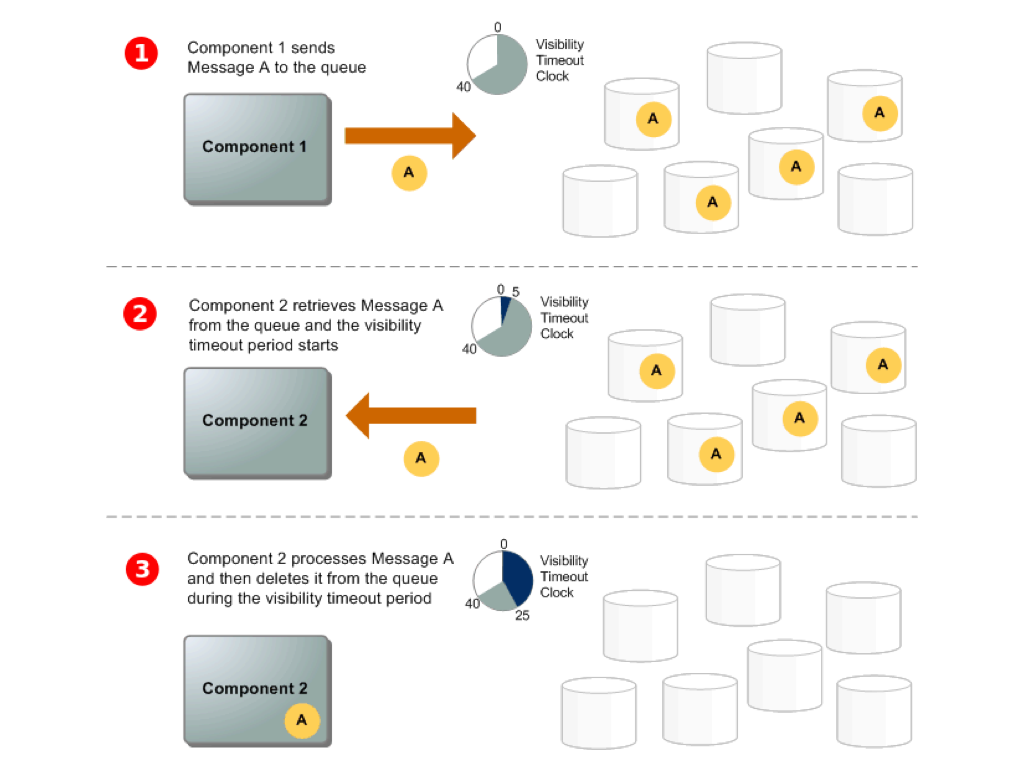 1
Component 1 sends
Message A to the queue
0
40
Visibility
Timeout
Clock
Component 1
A
A
A
A
A
2
Component 2 retrieves Message A
from the queue and the visibility
timeout period starts
0 5
40
Visibility
Timeout
Clock
Component 2
A
A
A
A
A
3
Component 2 processes Message A
and then deletes it from the queue
during the visibility timeout period
0
40
25
Visibility
Timeout
Clock
Component 2
A